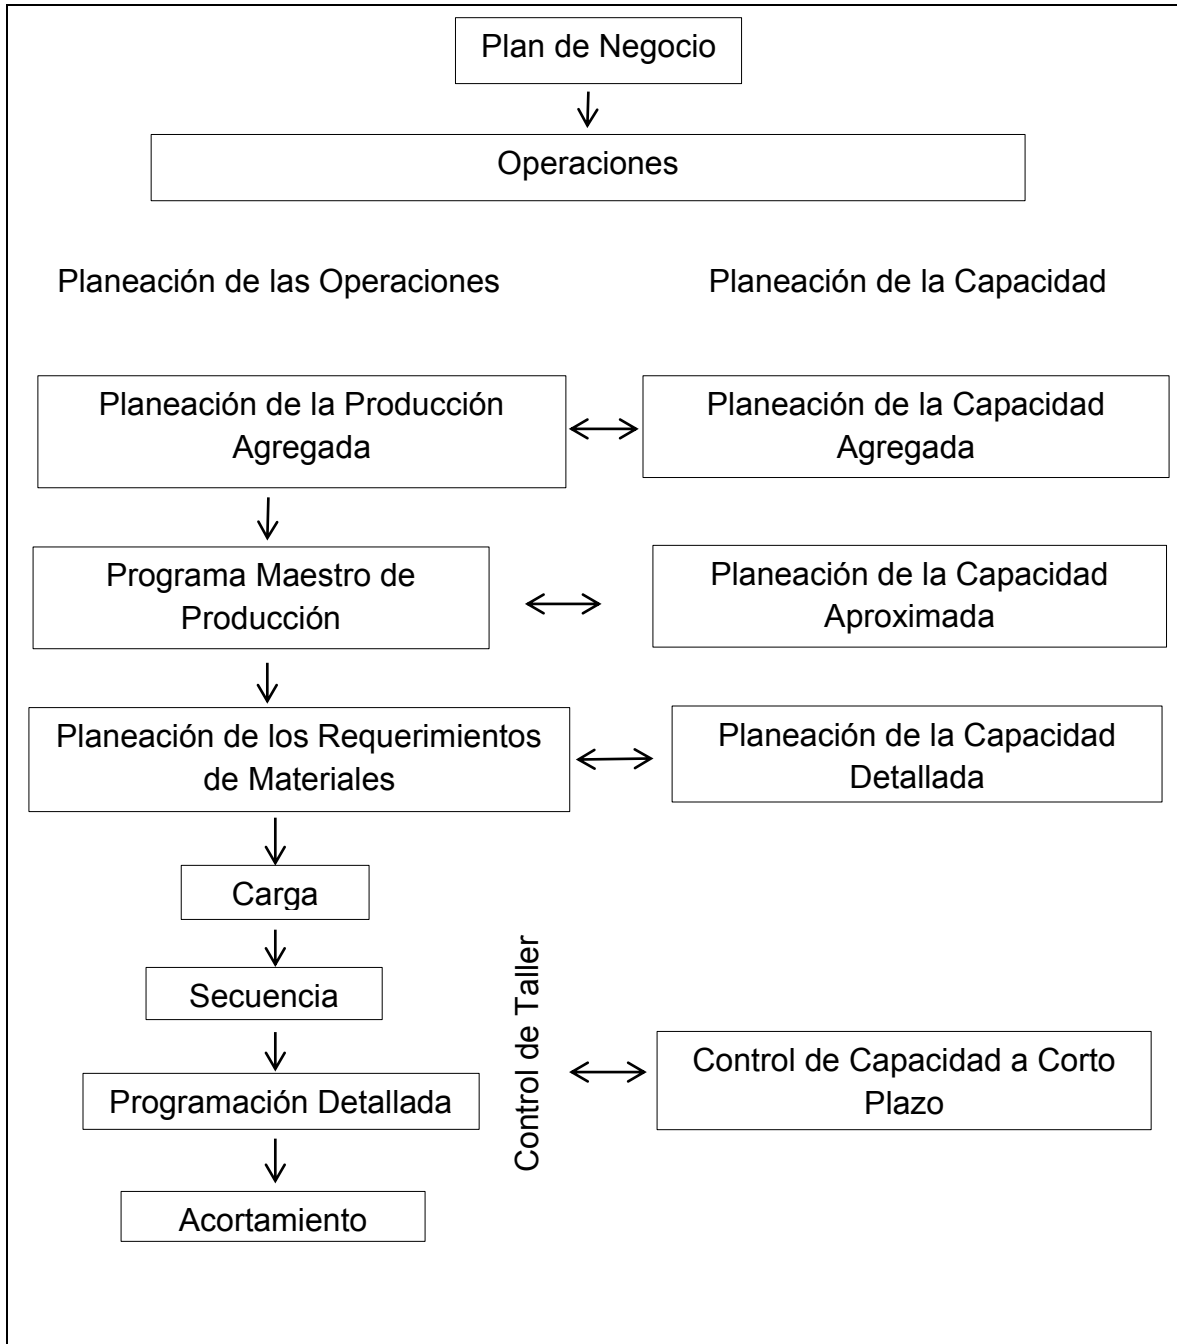 Plan de Negocio
Operaciones
Planeación de las Operaciones
Planeación de la Capacidad
Planeación de la Producción
Agregada
Planeación de la Capacidad
Agregada
Programa Maestro de
Producción
Planeación de la Capacidad
Aproximada
Planeación de los Requerimientos
de Materiales
Planeación de la Capacidad
Detallada
Carga
Secuencia
Programación Detallada
Acortamiento
Control de Taller
Control de Capacidad a Corto
Plazo